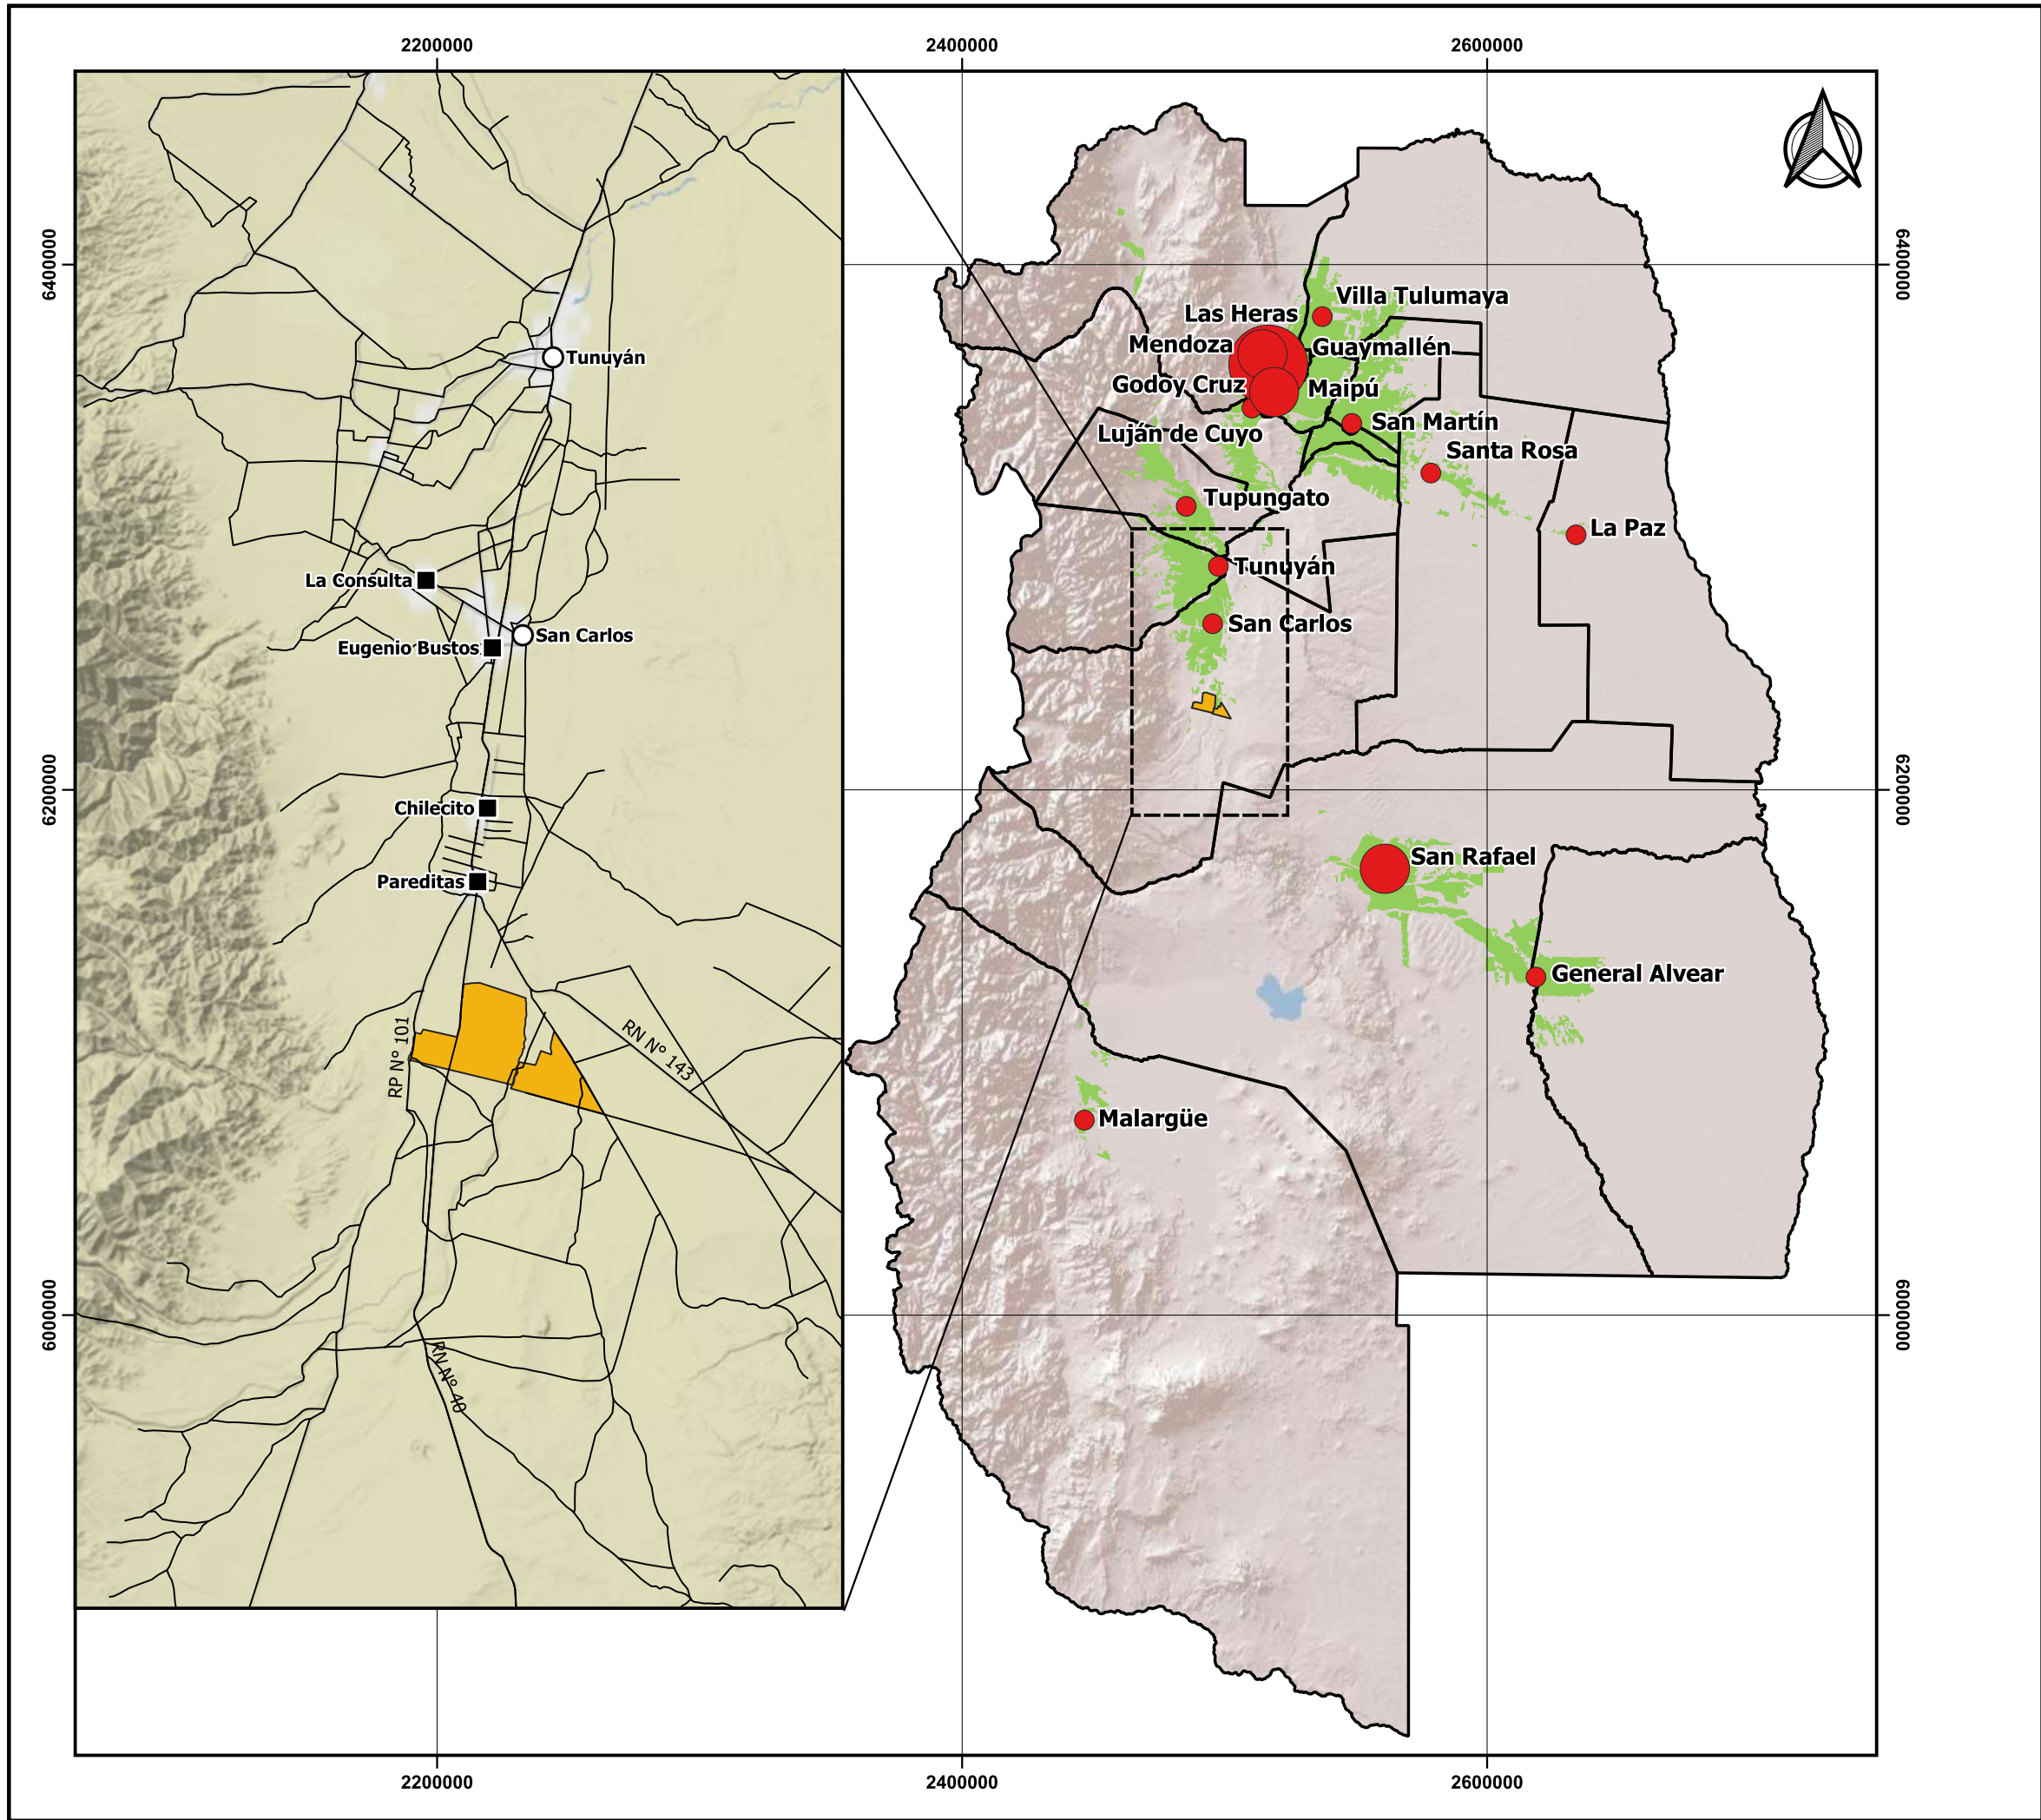 2200000
2400000
2600000
6400000
6200000
6000000
Tunuyán
La Consulta
San Carlos
Eugenio Bustos
Chilecito
Pareditas
RP N° 101
RN N° 143
RN N° 40
Villa Tulumaya
Las Heras
Mendoza
Guaymallén
Godoy Cruz
Maipú
San Martín
Luján de Cuyo
Santa Rosa
Tupungato
La Paz
Tunuyán
San Carlos
San Rafael
General Alvear
Malargüe
6400000
6200000
6000000
2200000
2400000
2600000